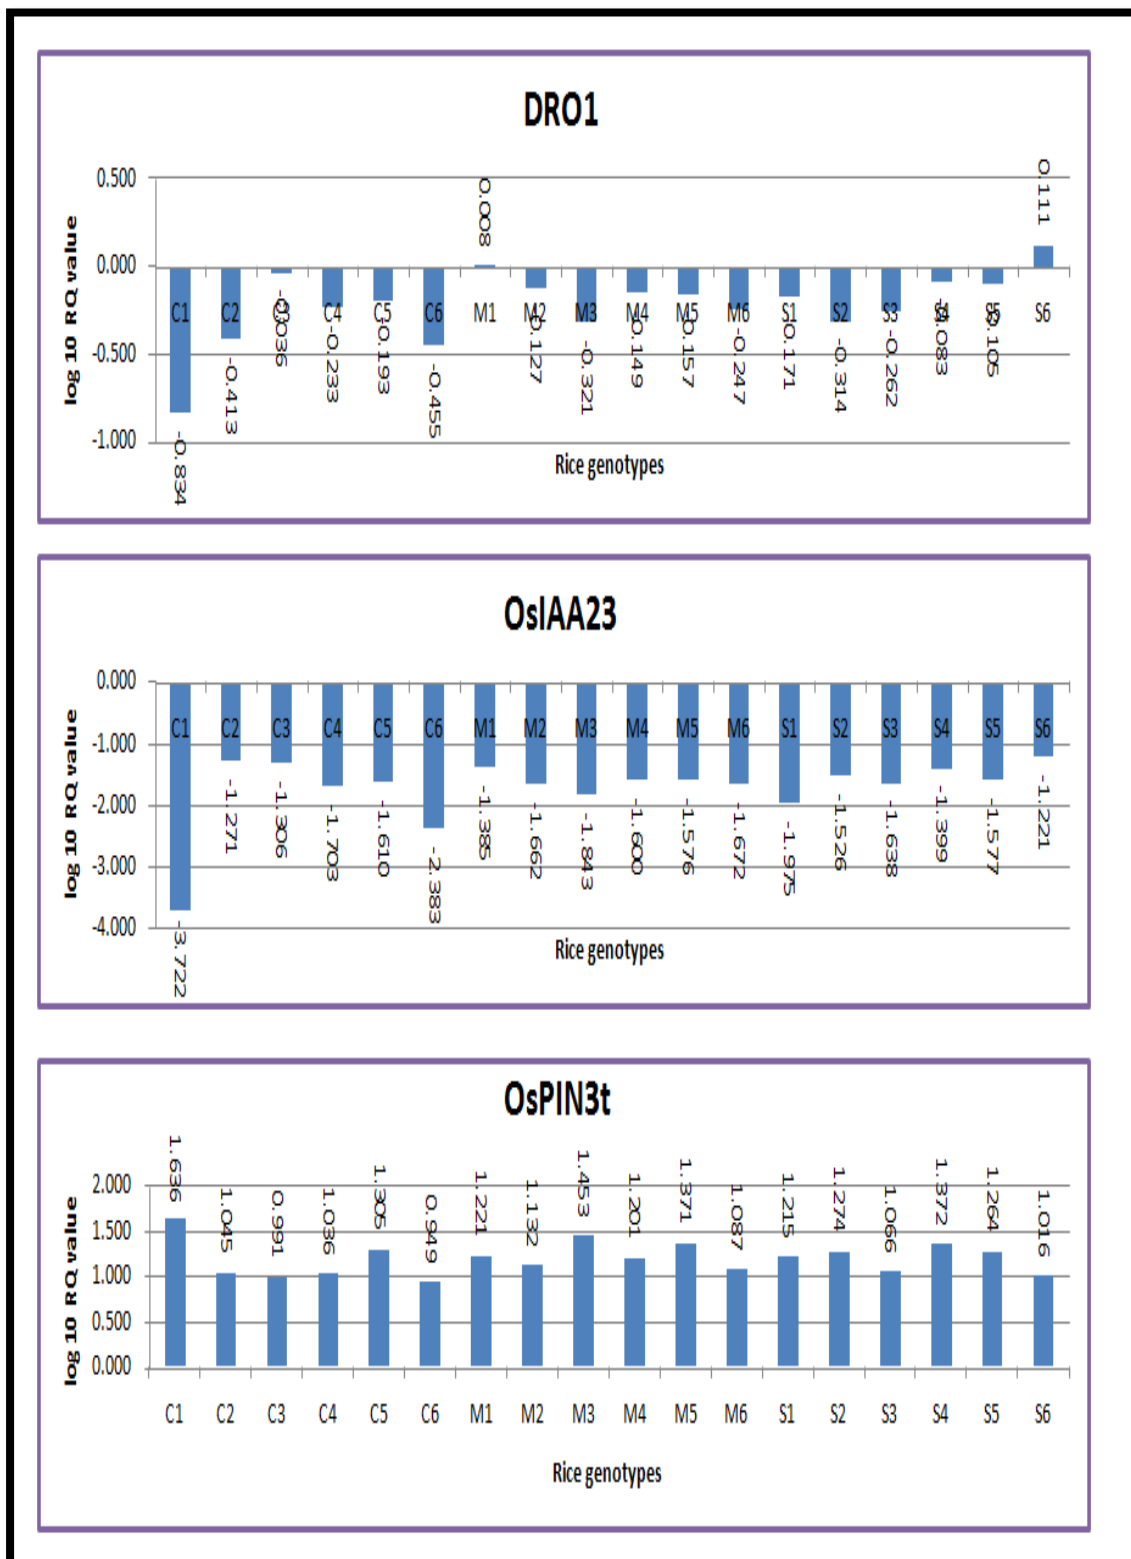 DRO1
log 10 RQ value
0.500
0.000
-0.500
-1.000
C1 C2 C3 C4 C5 C6 M1 M2 M3 M4 M5 M6 S1 S2 S3 S4 S5 S6
-0.834 -0.413 -0.036 -0.233 -0.193 -0.455 0.008 -0.127 -0.321 -0.149 -0.157 -0.247 -0.171 -0.314 -0.262 -0.083 -0.105 0.111
Rice genotypes
OsIAA23
log 10 RQ value
0.000
-1.000
-2.000
-3.000
-4.000
C1 C2 C3 C4 C5 C6 M1 M2 M3 M4 M5 M6 S1 S2 S3 S4 S5 S6
-3.722 -1.271 -1.306 -1.703 -1.610 -2.383 -1.385 -1.662 -1.843 -1.600 -1.576 -1.672 -1.975 -1.526 -1.638 -1.399 -1.577 -1.221
Rice genotypes
OsPIN3t
log 10 RQ value
2.000
1.500
1.000
0.500
0.000
1.636 1.045 0.991 1.036 1.305 0.949 1.221 1.132 1.453 1.201 1.371 1.087 1.215 1.274 1.066 1.372 1.264 1.016
C1 C2 C3 C4 C5 C6 M1 M2 M3 M4 M5 M6 S1 S2 S3 S4 S5 S6
Rice genotypes